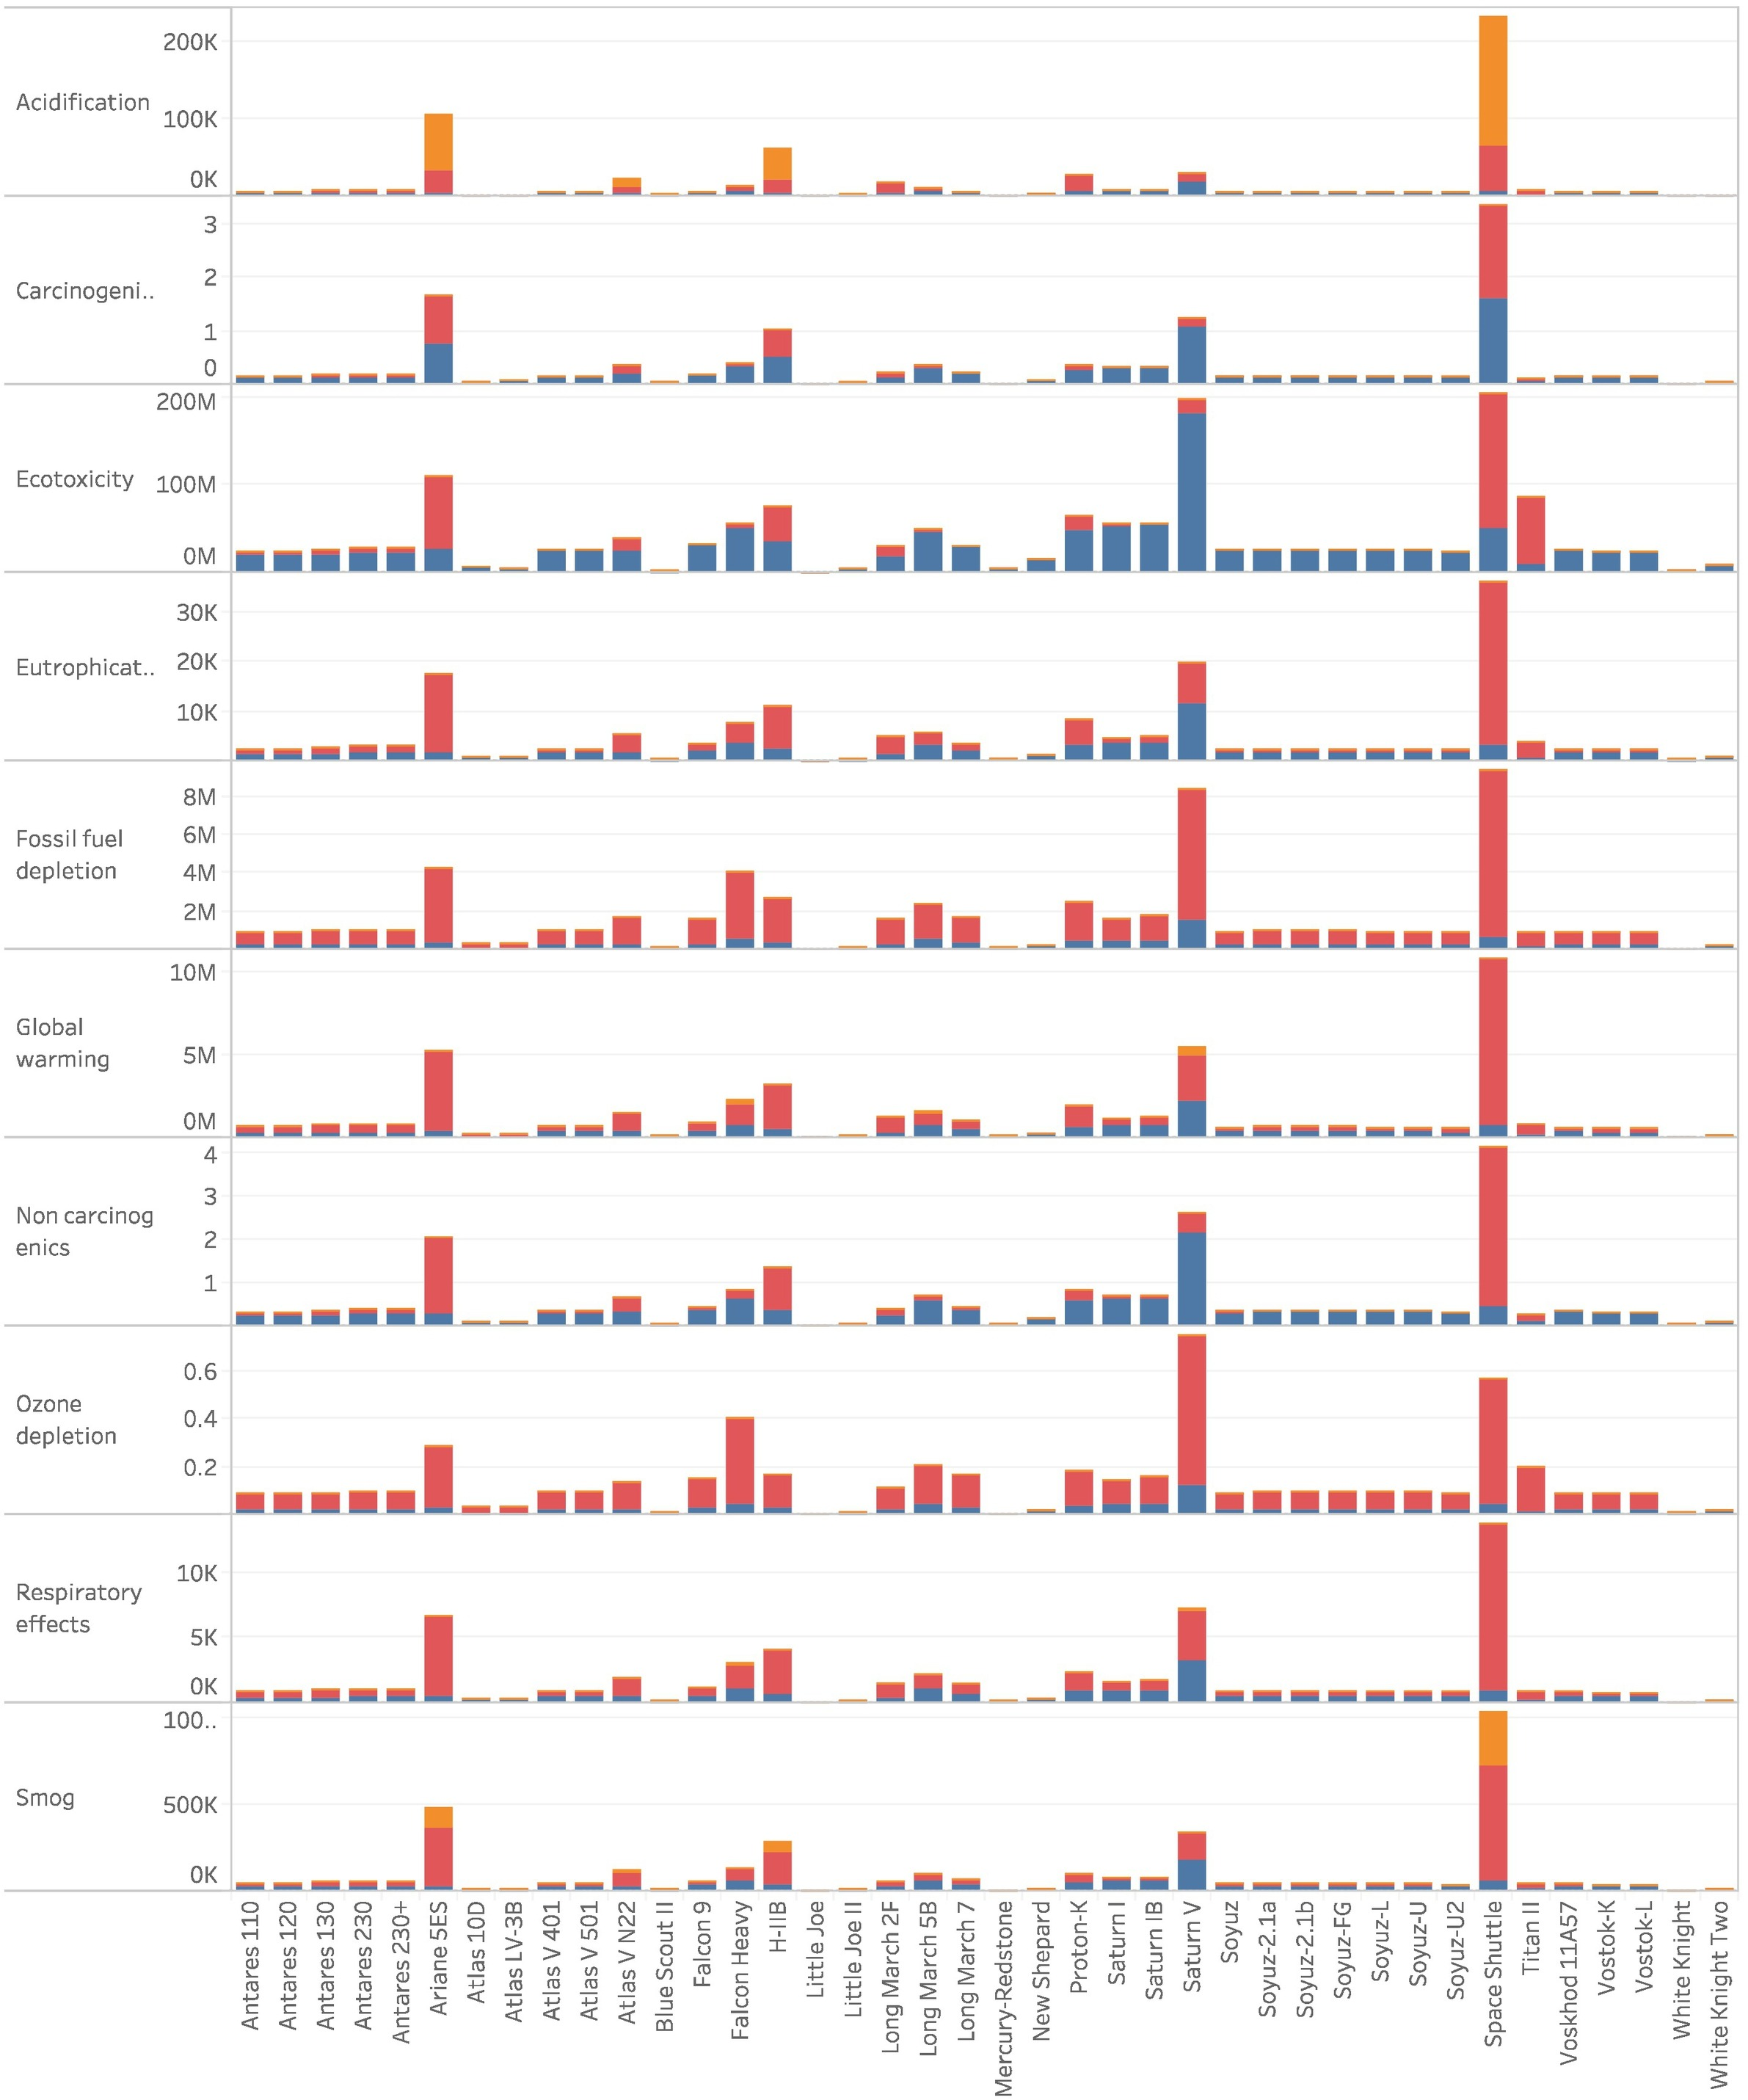 200K
Acidification
100K
0K
3
2
Carcinogeni..
1
0
200M
Ecotoxicity
100M
0M
30K
Eutrophicat..
20K
10K
8M
6M
Fossil fuel
depletion
4M
2M
10M
Global
warming
5M
0M
4
3
Non carcinog
enics
2
1
0.6
Ozone
depletion
0.4
0.2
10K
Respiratory
effects
5K
0K
100..
Smog
500K
0K
Antares 110
Antares 120
Antares 130
Antares 230
Antares 230+
Ariane 5ES
Atlas 10D
Atlas LV-3B
Atlas V 401
Atlas V 501
Atlas V N22
Blue Scout II
Falcon 9
Falcon Heavy
H-IIB
Little Joe
Little Joe II
Long March 2F
Long March 5B
Long March 7
Mercury-Redstone
New Shepard
Proton-K
Saturn I
Saturn IB
Saturn V
Soyuz
Soyuz-2.1a
Soyuz-2.1b
Soyuz-FG
Soyuz-L
Soyuz-U
Soyuz-U2
Space Shuttle
Titan II
Voskhod 11A57
Vostok-K
Vostok-L
White Knight
White Knight Two